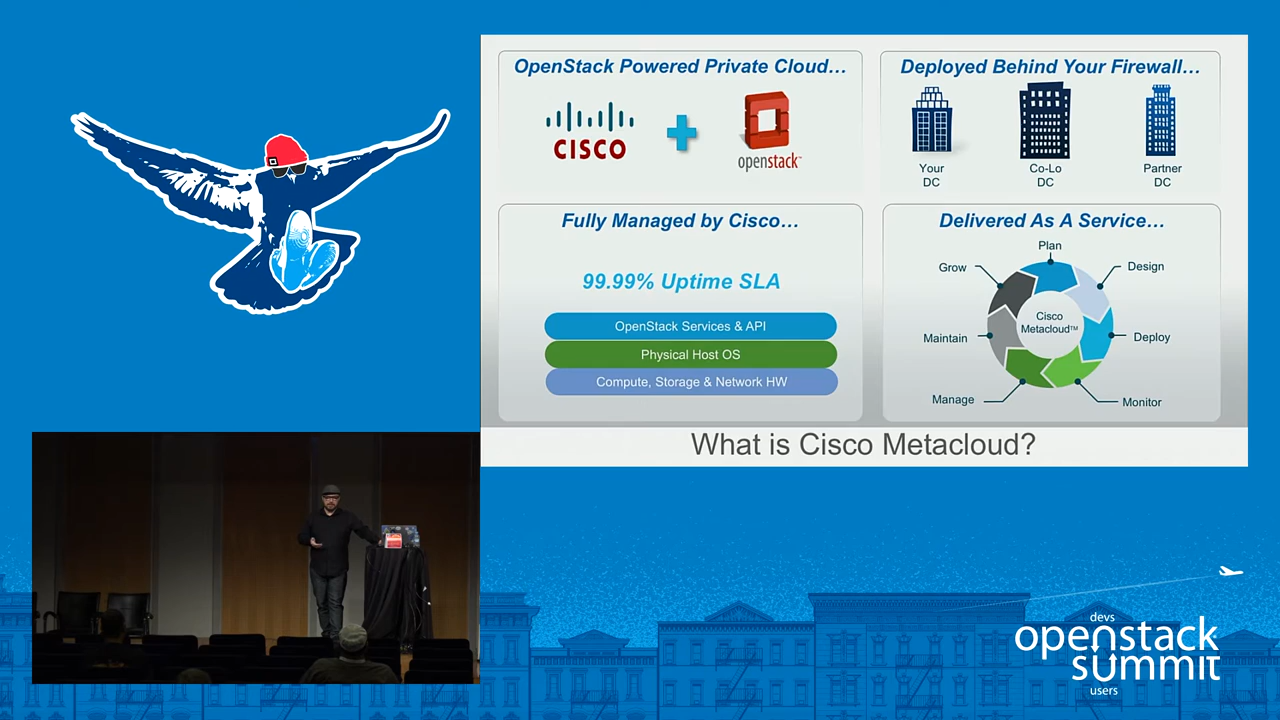 OpenStack Powered Private Cloud...
CISCO
openstack™
Deployed Behind Your Firewall...
Your
DC
Co-Lo
DC
Partner
DC
Fully Managed by Cisco...
99.99% Uptime SLA
OpenStack Services & API
Physical Host OS
Compute, Storage & Network HW
Delivered As A Service...
Plan
Design
Deploy
Monitor
Manage
Maintain
Grow
Cisco
Metacloud™
What is Cisco Metacloud?
devs
openstack
summit
users